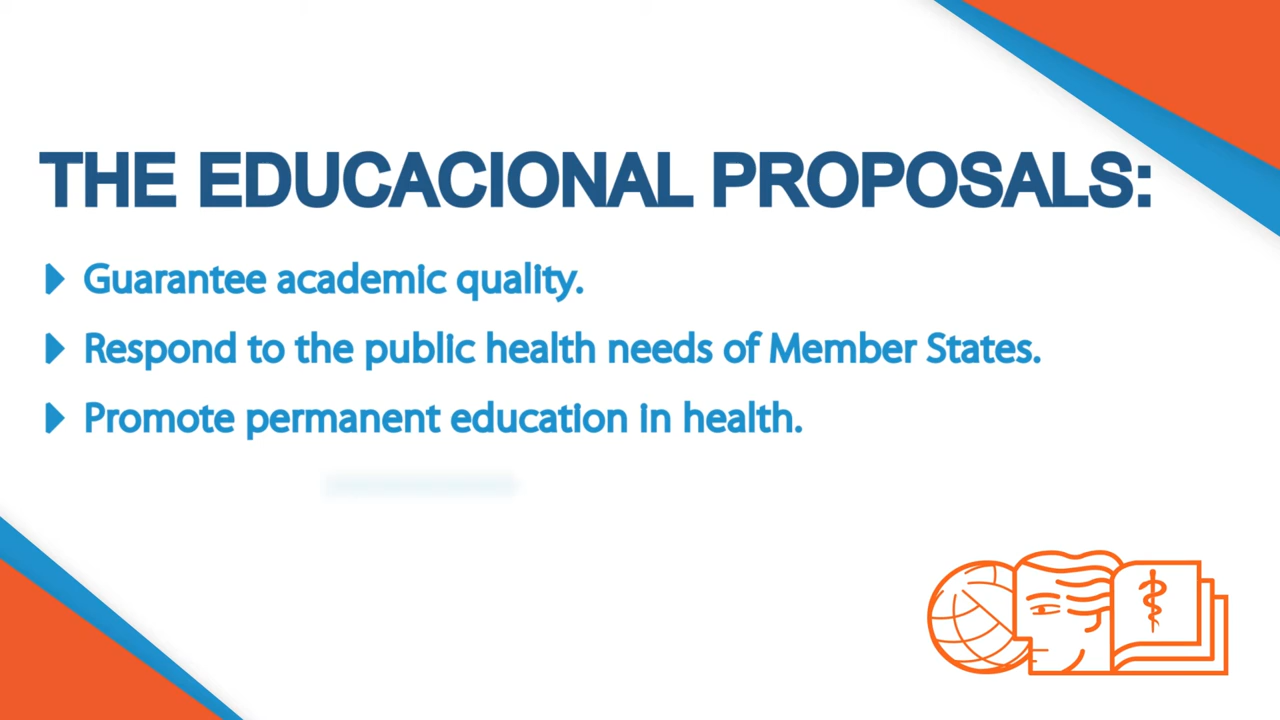 THE EDUCACIONAL PROPOSALS:
Guarantee academic quality.
Respond to the public health needs of Member States.
Promote permanent education in health.